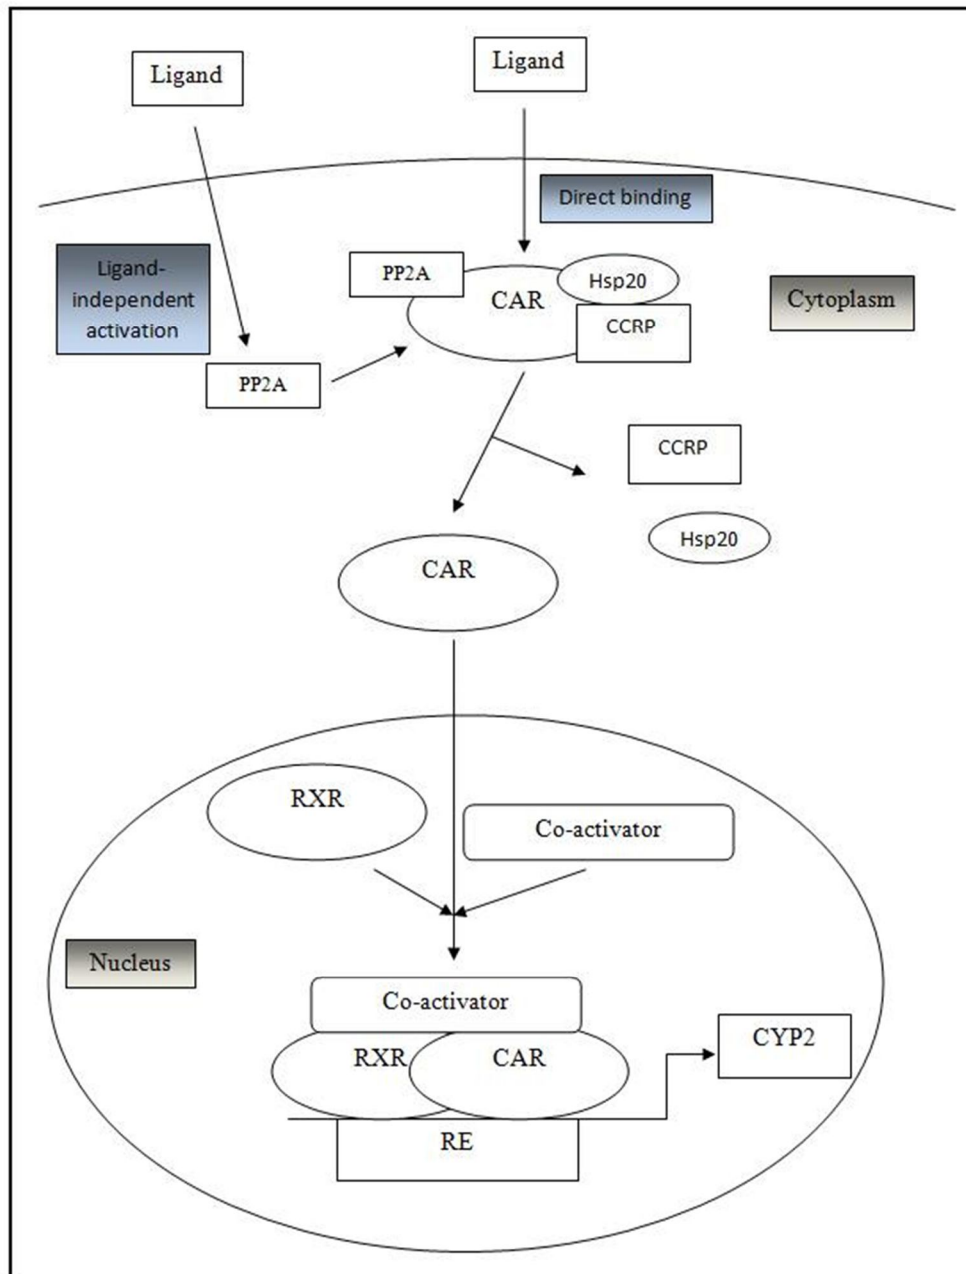 Ligand
Ligand
Direct binding
Ligand-
independent
activation
PP2A
CAR
Hsp20
CCRP
Cytoplasm
PP2A
CCRP
Hsp20
CAR
RXR
Co-activator
Nucleus
Co-activator
RXR
CAR
CYP2
RE